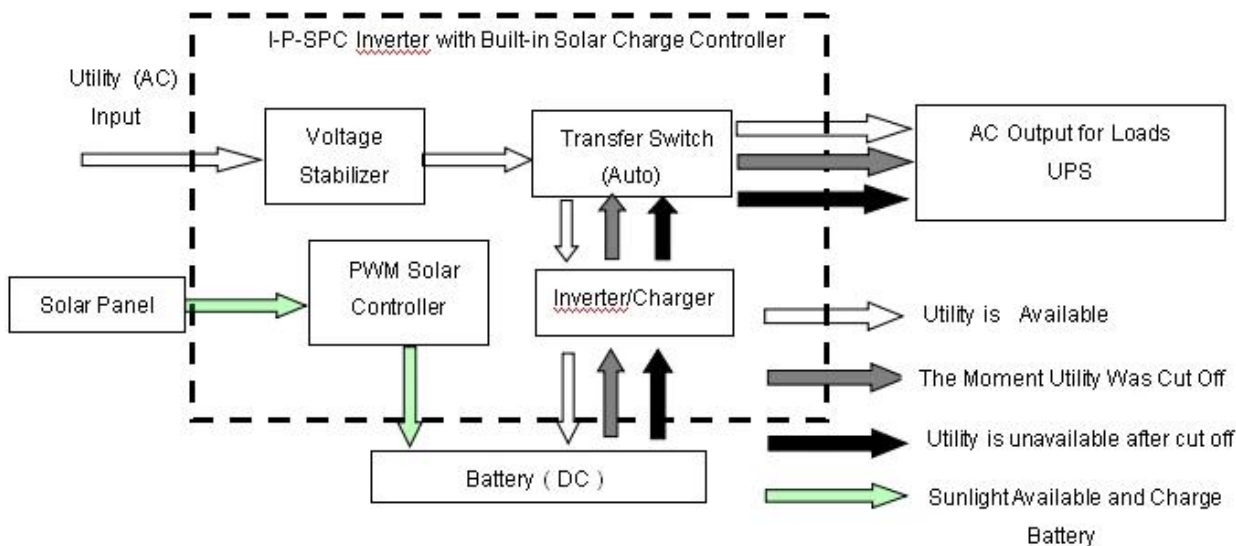 I-P-SPC Inverter with Built-in Solar Charge Controller
Utility (AC)
Input
Voltage
Stabilizer
Transfer Switch
(Auto)
AC Output for Loads
UPS
Solar Panel
PWM Solar
Controller
Inverter/Charger
Battery ( DC )
Utility is Available
The Moment Utility Was Cut Off
Utility is unavailable after cut off
Sunlight Available and Charge
Battery